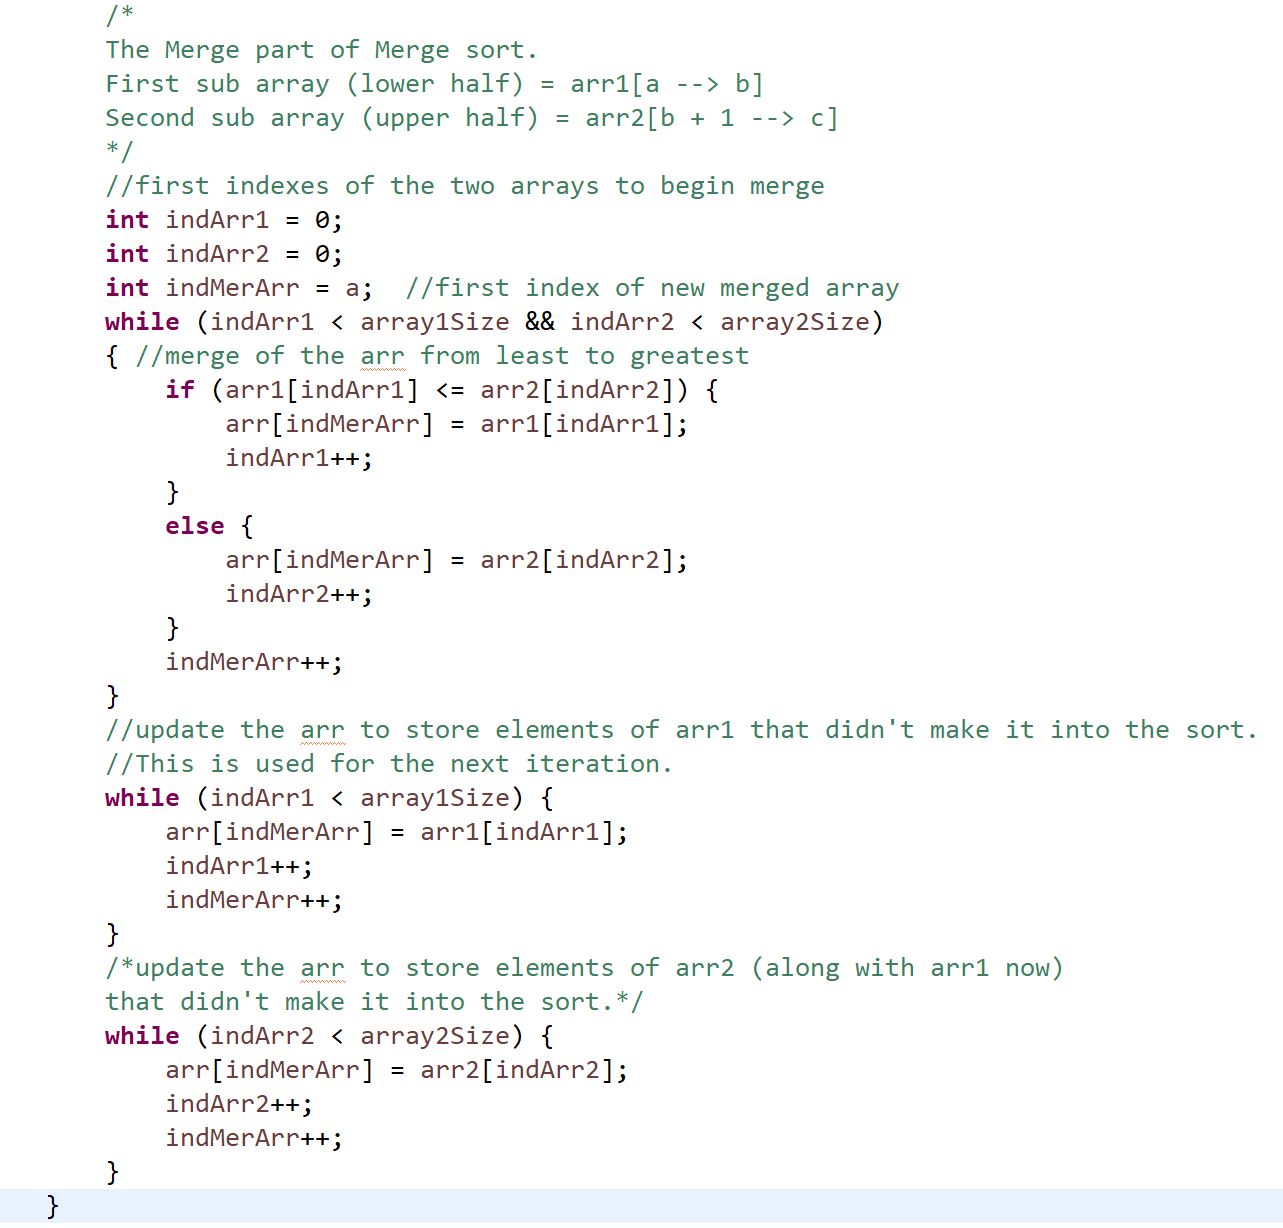 /*
The Merge part of Merge sort.
First sub array (lower half) = arr1[a --> b]
Second sub array (upper half) = arr2[b + 1 --> c]
*/
//first indexes of the two arrays to begin merge
int indArr1 = 0;
int indArr2 = 0;
int indMerArr = a;  //first index of new merged array
while (indArr1 < array1Size && indArr2 < array2Size)
{ //merge of the arr from least to greatest
    if (arr1[indArr1] <= arr2[indArr2]) {
        arr[indMerArr] = arr1[indArr1];
        indArr1++;
    }
    else {
        arr[indMerArr] = arr2[indArr2];
        indArr2++;
    }
    indMerArr++;
}
//update the arr to store elements of arr1 that didn't make it into the sort.
//This is used for the next iteration.
while (indArr1 < array1Size) {
    arr[indMerArr] = arr1[indArr1];
    indArr1++;
    indMerArr++;
}
/*update the arr to store elements of arr2 (along with arr1 now)
that didn't make it into the sort.*/
while (indArr2 < array2Size) {
    arr[indMerArr] = arr2[indArr2];
    indArr2++;
    indMerArr++;
}
}